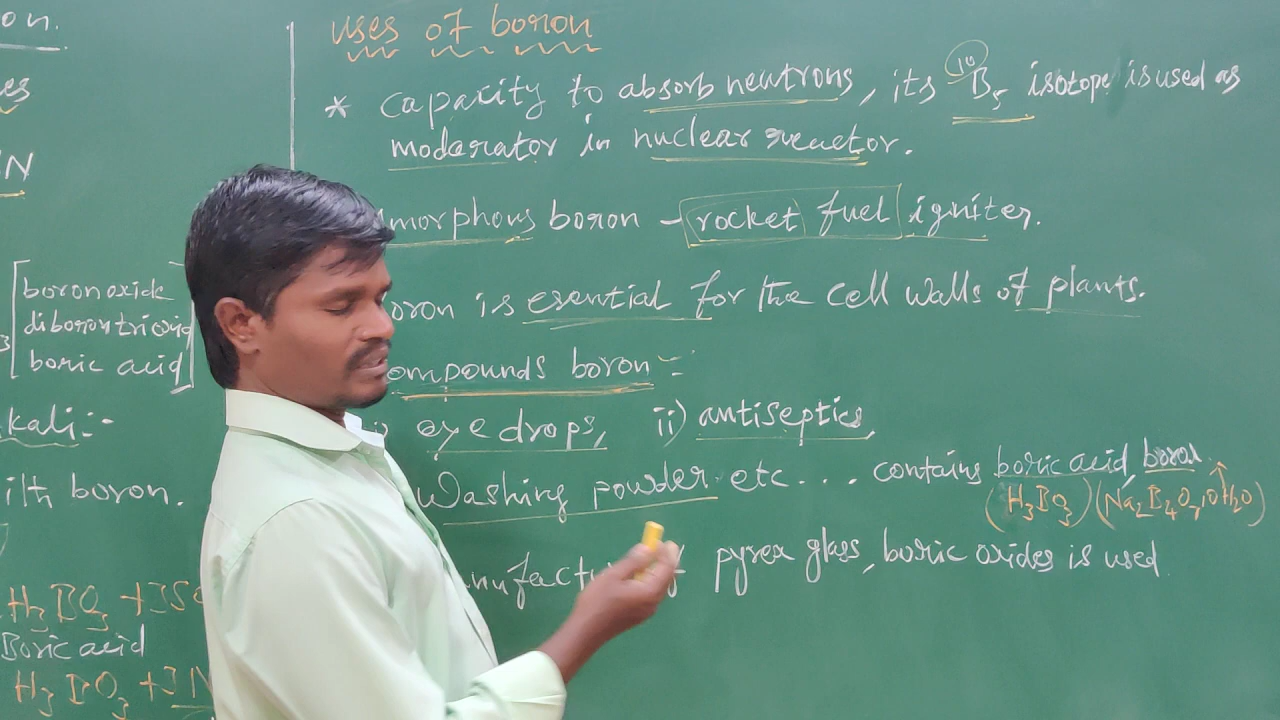 on.
es
N
boron oxide
diboron trioxid
boric acid
kali:-
ith boron.
H3BO3 +
Boric acid
H3BO3 +3N
uses of boron
* capacity to absorb neutrons, its 10B5 isotope is used as
moderator in nuclear reactor.
morphous boron - rocket fuel igniter.
oron is esential for the cell walls of plants.
ompounds boron:-
eye drops, ii) antiseptics,
Washing powder etc... contains boric acid, borax.
(H3BO3) (Na2B4O7.10H2O)
nufactu pyrex glass, boric oxides is used